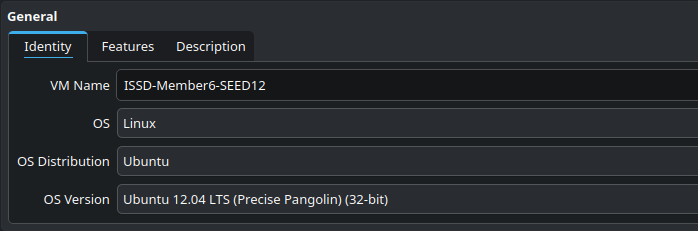 General
Identity Features Description
VM Name ISSD-Member6-SEED12
OS Linux
OS Distribution Ubuntu
OS Version Ubuntu 12.04 LTS (Precise Pangolin) (32-bit)